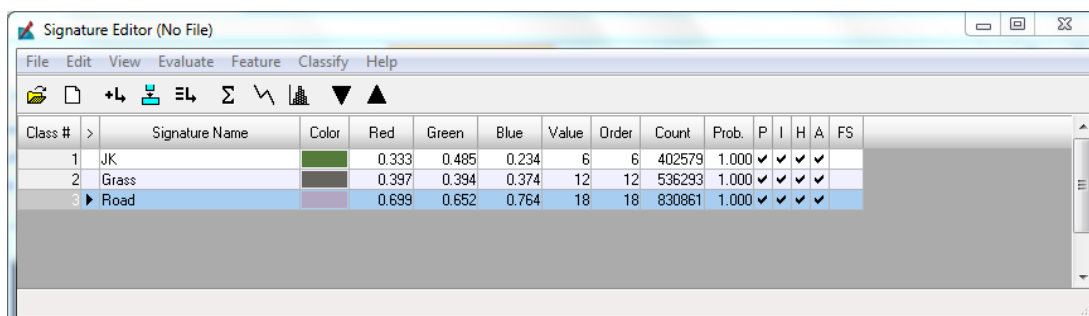 Signature Editor (No File)
File Edit View Evaluate Feature Classify Help
Class # > Signature Name Color Red Green Blue Value Order Count Prob. P I H A FS
1 JK 0.333 0.485 0.234 6 6 402579 1.000 ✔ ✔ ✔ ✔
2 Grass 0.397 0.394 0.374 12 12 536293 1.000 ✔ ✔ ✔ ✔
3 Road 0.699 0.652 0.764 18 18 830861 1.000 ✔ ✔ ✔ ✔